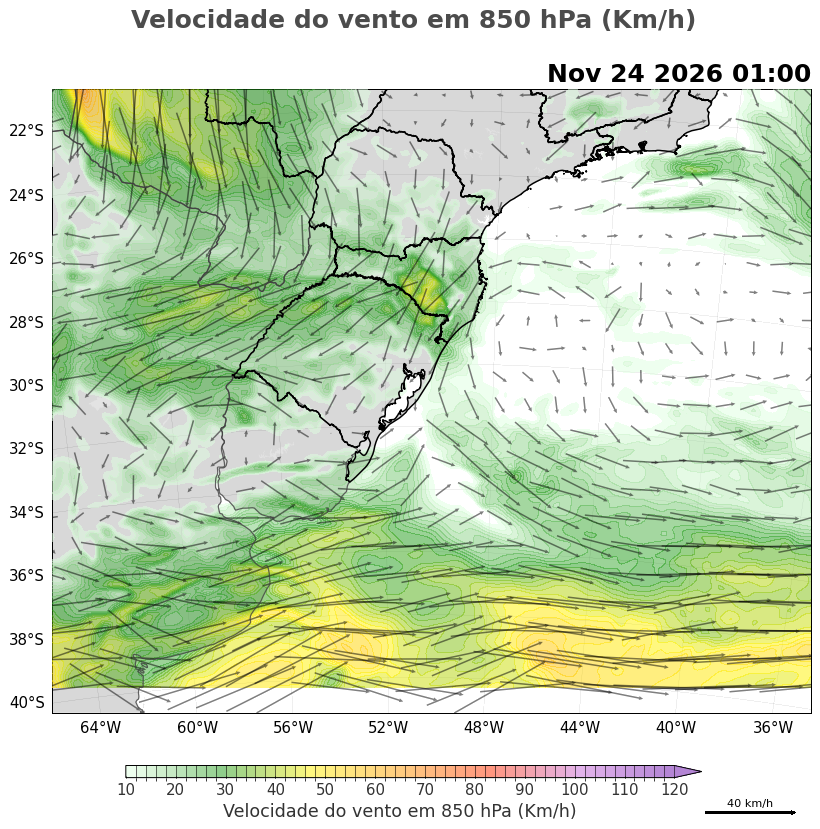 Velocidade do vento em 850 hPa (Km/h)
Nov 24 2026 01:00
22°S
24°S
26°S
28°S
30°S
32°S
34°S
36°S
38°S
40°S
64°W 60°W 56°W 52°W 48°W 44°W 40°W 36°W
10 20 30 40 50 60 70 80 90 100 110 120
Velocidade do vento em 850 hPa (Km/h)
40 km/h